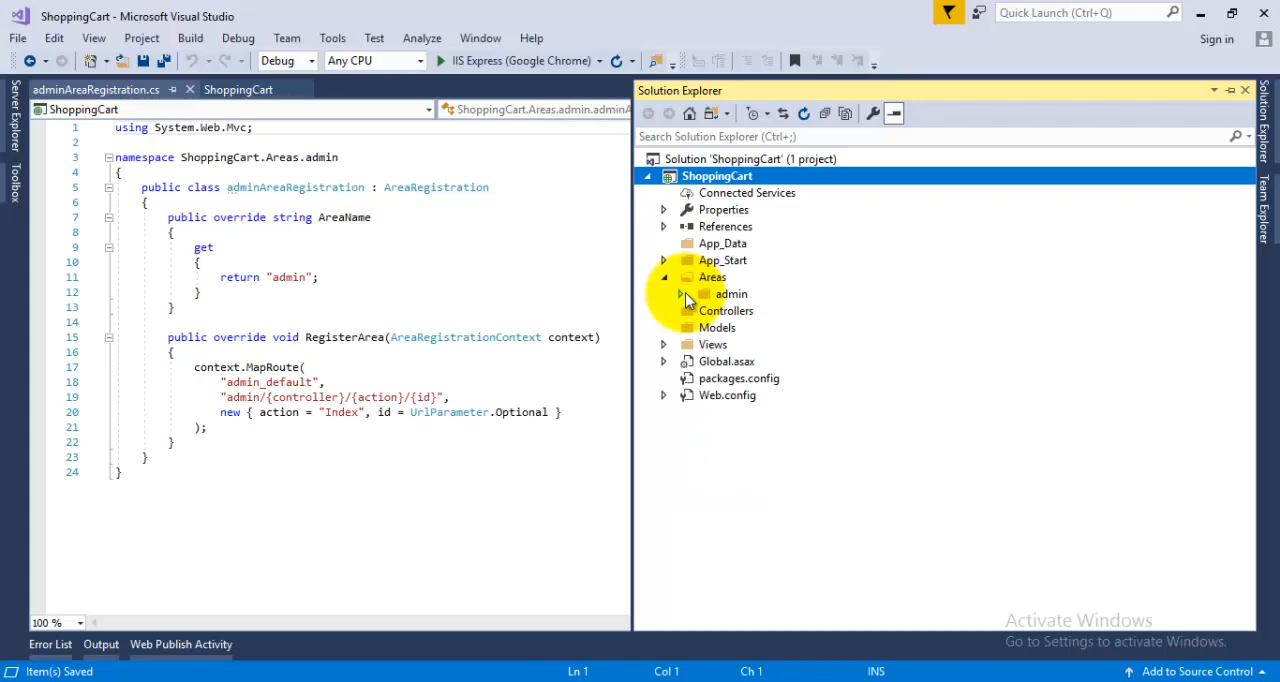 ShoppingCart - Microsoft Visual Studio
Quick Launch (Ctrl+Q)
File Edit View Project Build Debug Team Tools Test Analyze Window Help
Sign in
Debug Any CPU IIS Express (Google Chrome)
Server Explorer
Toolbox
adminAreaRegistration.cs ShoppingCart
ShoppingCart ShoppingCart.Areas.admin.adminA
1 using System.Web.Mvc;
2
3 namespace ShoppingCart.Areas.admin
4 {
5 public class adminAreaRegistration : AreaRegistration
6 {
7 public override string AreaName
8 {
9 get
10 {
11 return "admin";
12 }
13 }
14
15 public override void RegisterArea(AreaRegistrationContext context)
16 {
17 context.MapRoute(
18 "admin_default",
19 "admin/{controller}/{action}/{id}",
20 new { action = "Index", id = UrlParameter.Optional }
21 );
22 }
23 }
24 }
100 %
Solution Explorer
Search Solution Explorer (Ctrl+;)
Solution 'ShoppingCart' (1 project)
ShoppingCart
Connected Services
Properties
References
App_Data
App_Start
Areas
admin
Controllers
Models
Views
Global.asax
packages.config
Web.config
Solution Explorer
Team Explorer
Activate Windows
Go to Settings to activate Windows.
Error List Output Web Publish Activity
Item(s) Saved Ln 1 Col 1 Ch 1 INS Add to Source Control